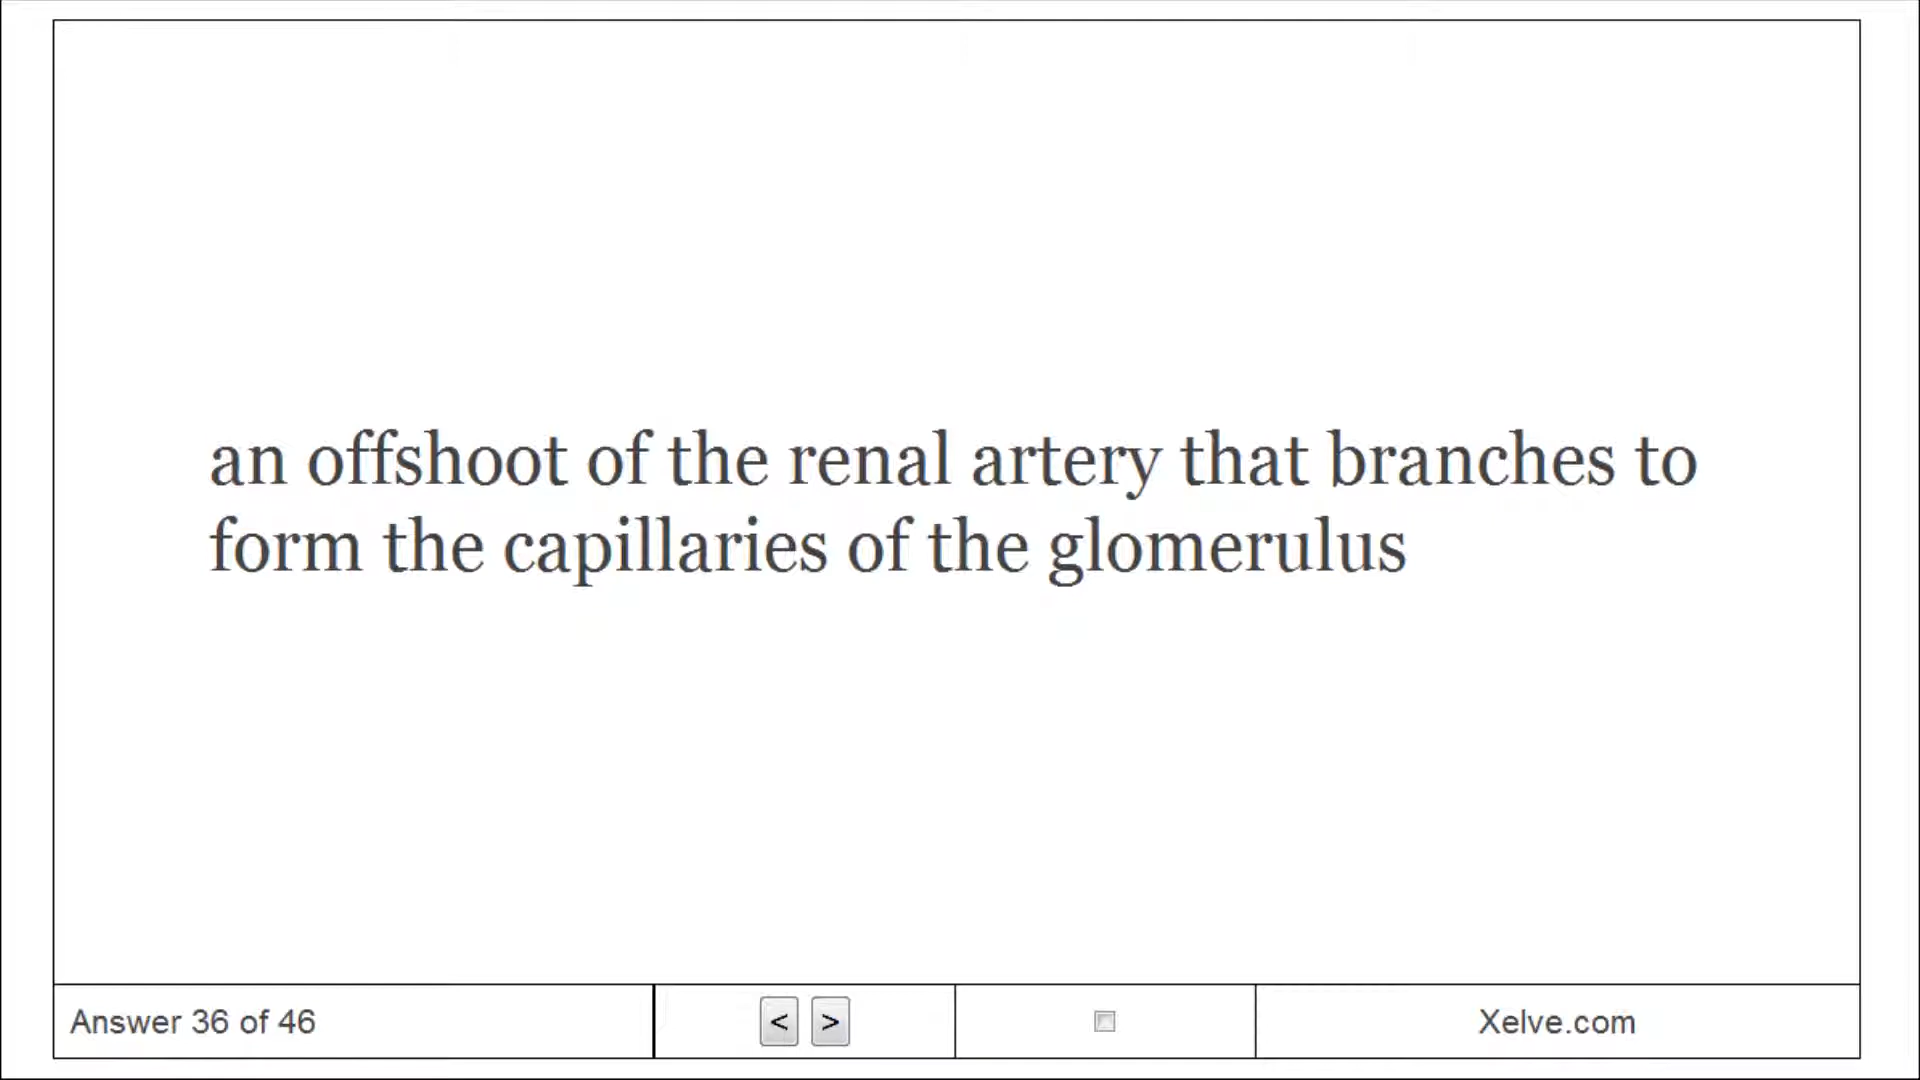 an offshoot of the renal artery that branches to
form the capillaries of the glomerulus
Answer 36 of 46
< >
Xelve.com